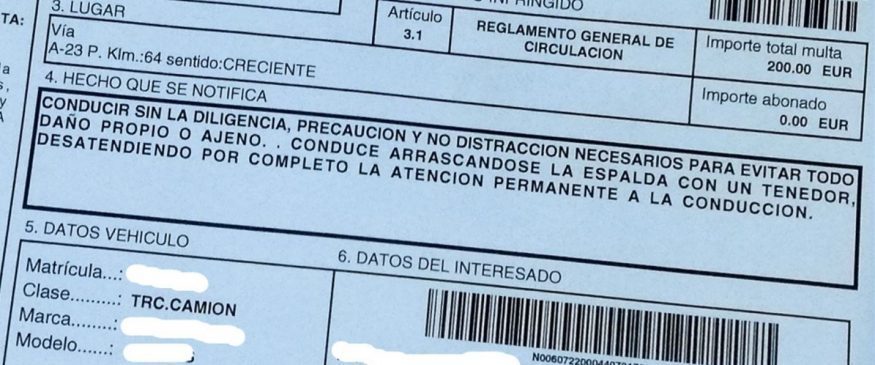 INFRINGIDO
3. LUGAR
TA:
Artículo
3.1
REGLAMENTO GENERAL DE
CIRCULACION
Importe total multa
200.00 EUR
Vía
A-23 P. Klm.:64 sentido:CRECIENTE
Importe abonado
0.00 EUR
4. HECHO QUE SE NOTIFICA
CONDUCIR SIN LA DILIGENCIA, PRECAUCION Y NO DISTRACCION NECESARIOS PARA EVITAR TODO
DAÑO PROPIO O AJENO. . CONDUCE ARRASCANDOSE LA ESPALDA CON UN TENEDOR,
DESATENDIENDO POR COMPLETO LA ATENCION PERMANENTE A LA CONDUCCION.
5. DATOS VEHICULO
Matrícula...:
Clase.........: TRC.CAMION
Marca........:
Modelo......:
6. DATOS DEL INTERESADO